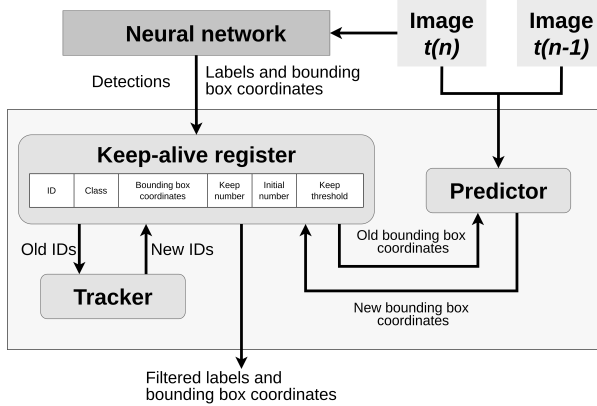 Neural network
Image
t(n)
Image
t(n-1)
Detections
Labels and bounding
box coordinates
Keep-alive register
ID
Class
Bounding box
coordinates
Keep
number
Initial
number
Keep
threshold
Predictor
Old IDs
New IDs
Old bounding box
coordinates
Tracker
New bounding box
coordinates
Filtered labels and
bounding box coordinates